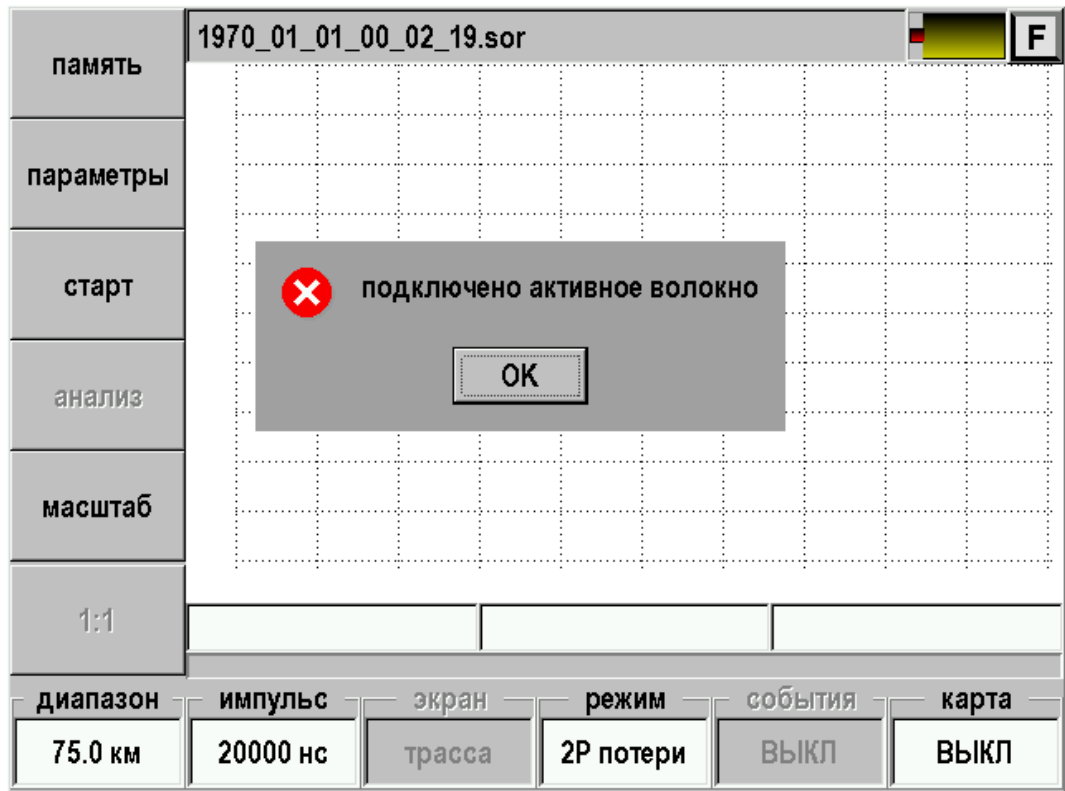 память
1970_01_01_00_02_19.sor
F
параметры
старт
подключено активное волокно
OK
анализ
масштаб
1:1
диапазон
импульс
экран
режим
события
карта
75.0 км
20000 нс
трасса
2P потери
ВЫКЛ
ВЫКЛ